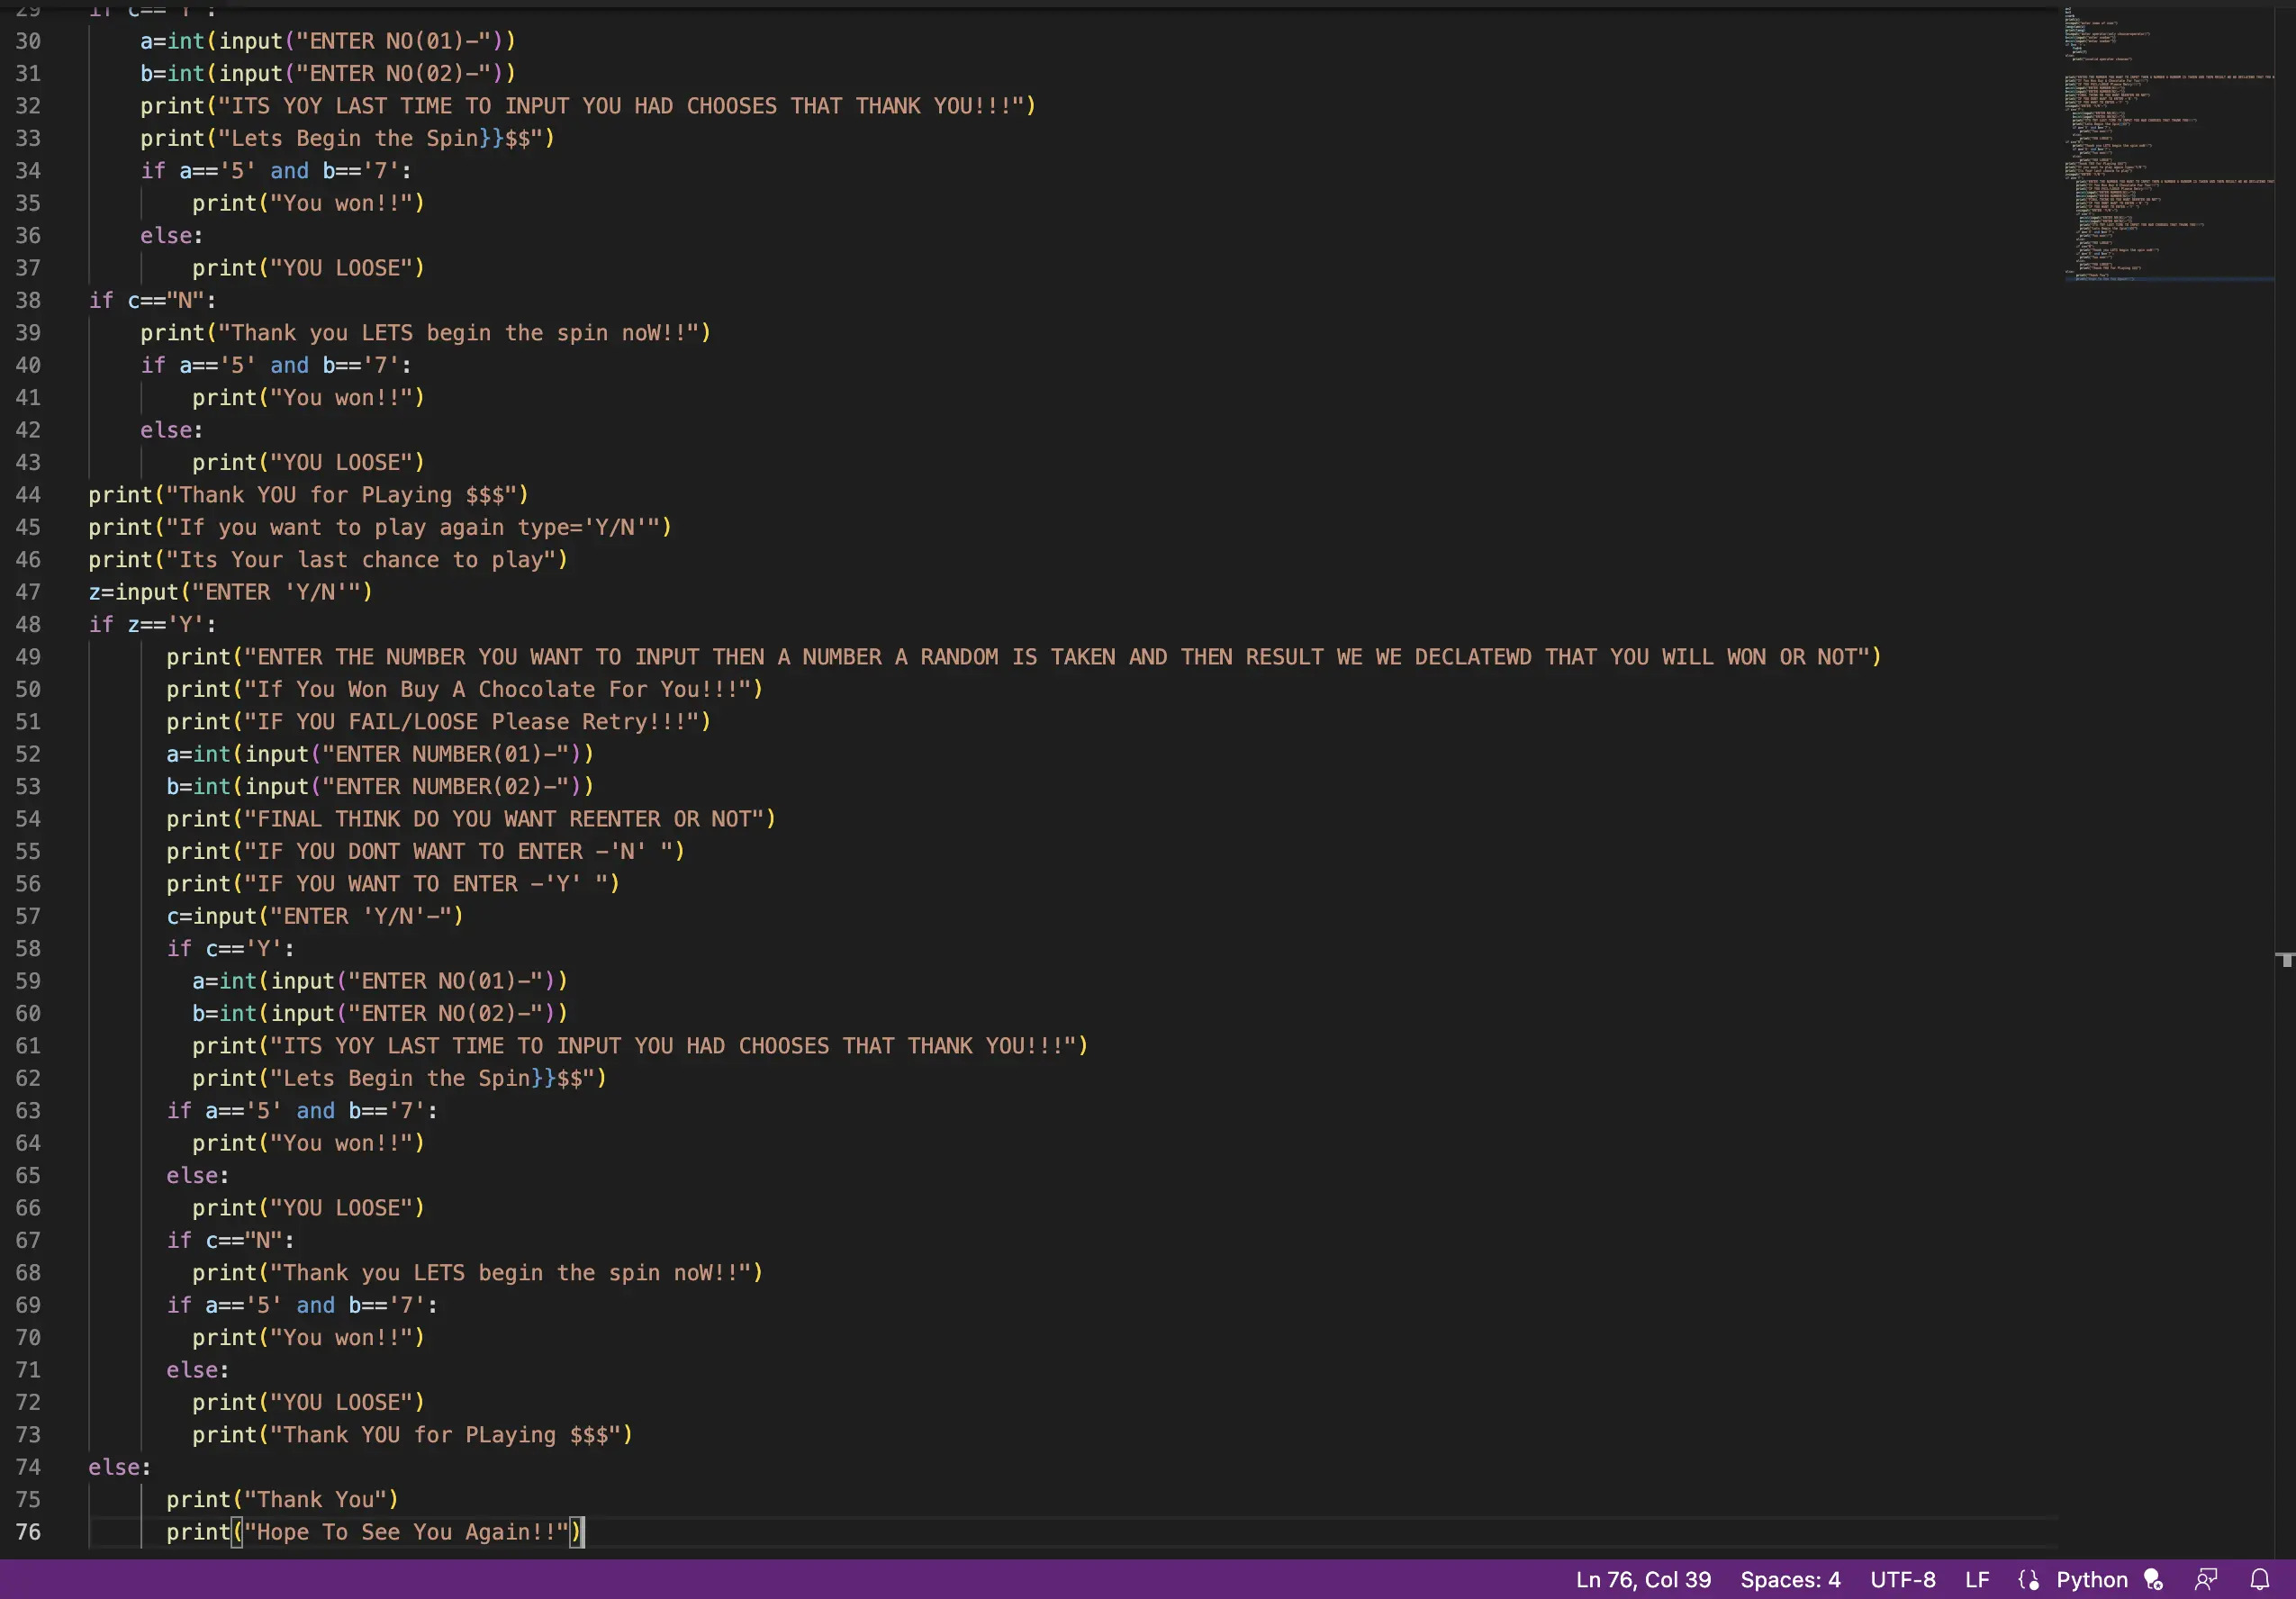 29 if c=='Y':
30 a=int(input("ENTER NO(01)-"))
31 b=int(input("ENTER NO(02)-"))
32 print("ITS YOY LAST TIME TO INPUT YOU HAD CHOOSES THAT THANK YOU!!!")
33 print("Lets Begin the Spin}}$$")
34 if a=='5' and b=='7':
35 print("You won!!")
36 else:
37 print("YOU LOOSE")
38 if c=="N":
39 print("Thank you LETS begin the spin noW!!")
40 if a=='5' and b=='7':
41 print("You won!!")
42 else:
43 print("YOU LOOSE")
44 print("Thank YOU for PLaying $$$")
45 print("If you want to play again type='Y/N'")
46 print("Its Your last chance to play")
47 z=input("ENTER 'Y/N'")
48 if z=='Y':
49 print("ENTER THE NUMBER YOU WANT TO INPUT THEN A NUMBER A RANDOM IS TAKEN AND THEN RESULT WE WE DECLATEWD THAT YOU WILL WON OR NOT")
50 print("If You Won Buy A Chocolate For You!!!")
51 print("IF YOU FAIL/LOOSE Please Retry!!!")
52 a=int(input("ENTER NUMBER(01)-"))
53 b=int(input("ENTER NUMBER(02)-"))
54 print("FINAL THINK DO YOU WANT REENTER OR NOT")
55 print("IF YOU DONT WANT TO ENTER -'N' ")
56 print("IF YOU WANT TO ENTER -'Y' ")
57 c=input("ENTER 'Y/N'-")
58 if c=='Y':
59 a=int(input("ENTER NO(01)-"))
60 b=int(input("ENTER NO(02)-"))
61 print("ITS YOY LAST TIME TO INPUT YOU HAD CHOOSES THAT THANK YOU!!!")
62 print("Lets Begin the Spin}}$$")
63 if a=='5' and b=='7':
64 print("You won!!")
65 else:
66 print("YOU LOOSE")
67 if c=="N":
68 print("Thank you LETS begin the spin noW!!")
69 if a=='5' and b=='7':
70 print("You won!!")
71 else:
72 print("YOU LOOSE")
73 print("Thank YOU for PLaying $$$")
74 else:
75 print("Thank You")
76 print("Hope To See You Again!!")
Ln 76, Col 39 Spaces: 4 UTF-8 LF Python